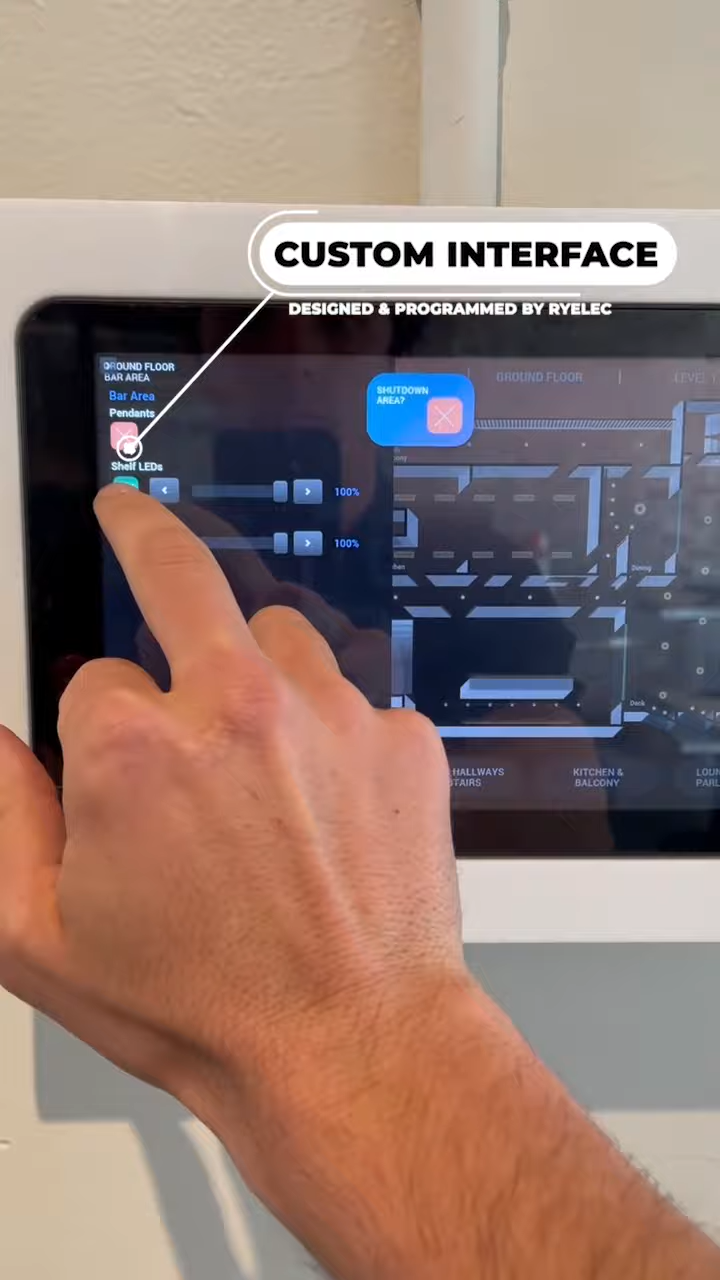 CUSTOM INTERFACE
DESIGNED & PROGRAMMED BY RYELEC
GROUND FLOOR
BAR AREA
Bar Area
Pendants
Shelf LEDs
100%
100%
SHUTDOWN
AREA?
GROUND FLOOR
LEVEL
Dining
Deck
HALLWAYS
KITCHEN &
BALCONY